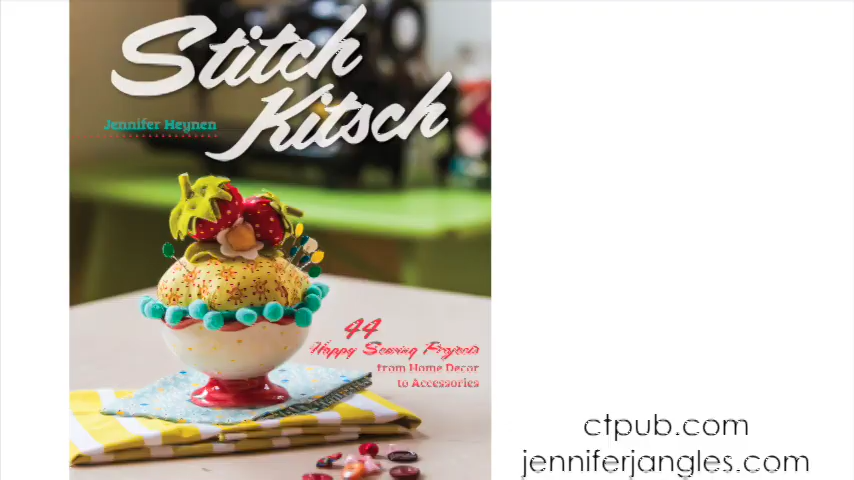 Stitch
Kitsch
Jennifer Heynen
44
Happy Sewing Projects
from Home Decor
to Accessories
ctpub.com
jenniferjangles.com